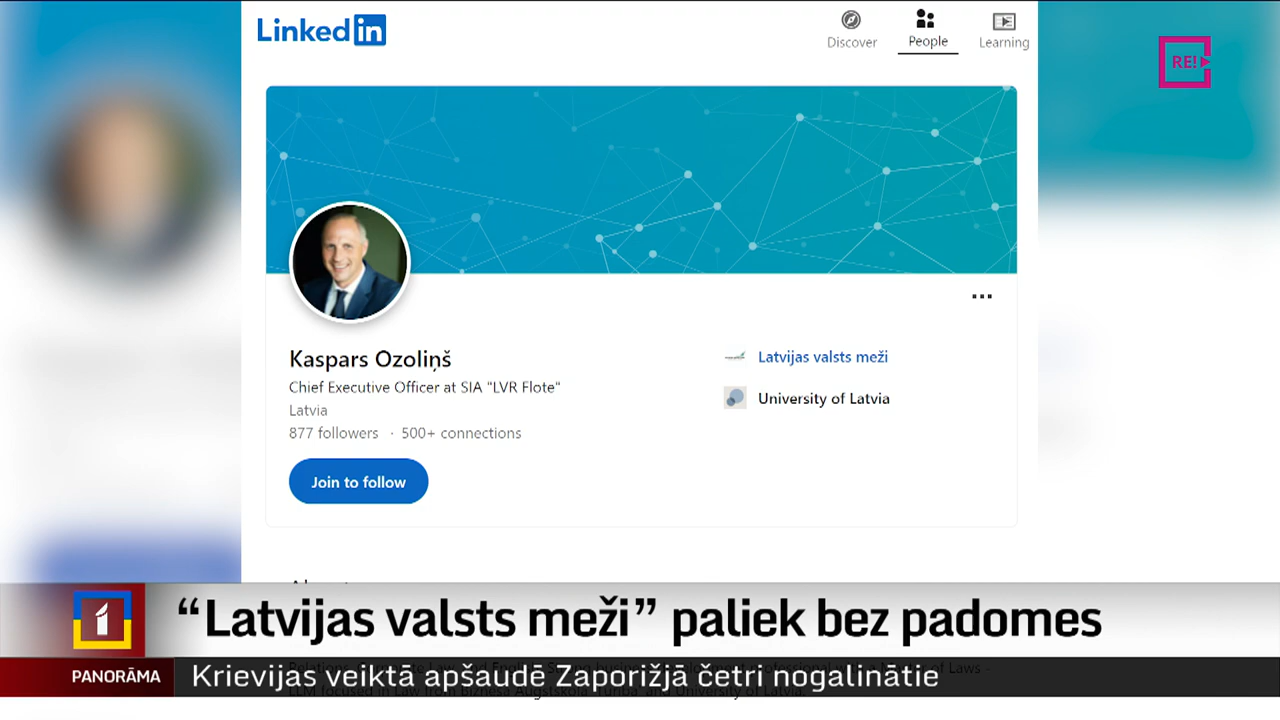 Linkedin
Discover
People
Learning
RE!
Kaspars Ozoliņš
Chief Executive Officer at SIA "LVR Flote"
Latvia
877 followers · 500+ connections
Join to follow
Latvijas valsts meži
University of Latvia
1
“Latvijas valsts meži” paliek bez padomes
PANORĀMA
Krievijas veiktā apšaudē Zaporižjā četri nogalinātie